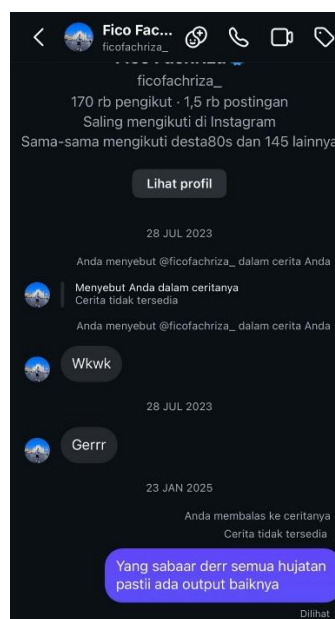 Fico Fac...
ficofachriza_
ficofachriza_
170 rb pengikut · 1,5 rb postingan
Saling mengikuti di Instagram
Sama-sama mengikuti desta80s dan 145 lainnya
Lihat profil
28 JUL 2023
Anda menyebut @ficofachriza_ dalam cerita Anda
Menyebut Anda dalam ceritanya
Cerita tidak tersedia
Anda menyebut @ficofachriza_ dalam cerita Anda
Wkwk
28 JUL 2023
Gerrr
23 JAN 2025
Anda membalas ke ceritanya
Cerita tidak tersedia
Yang sabaar derr semua hujatan
pastii ada output baiknya
Dilihat